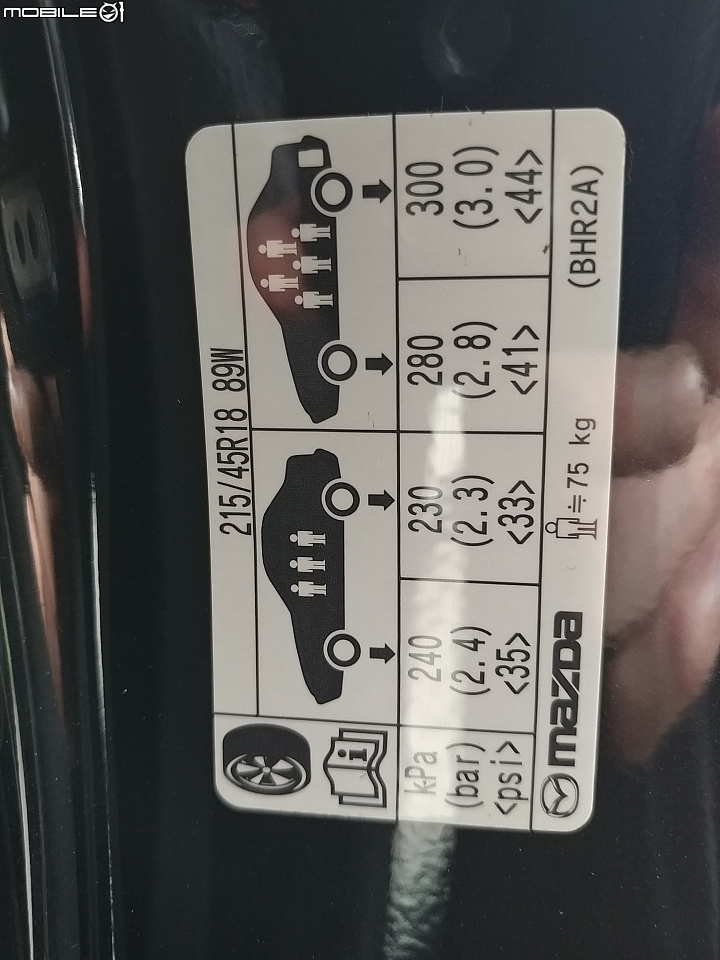 MOBILE01
215/45R18 89W
kPa 240 230 280 300
(bar) (2.4) (2.3) (2.8) (3.0)
<psi> <35> <33> <41> <44>
mazda ≒75 kg (BHR2A)